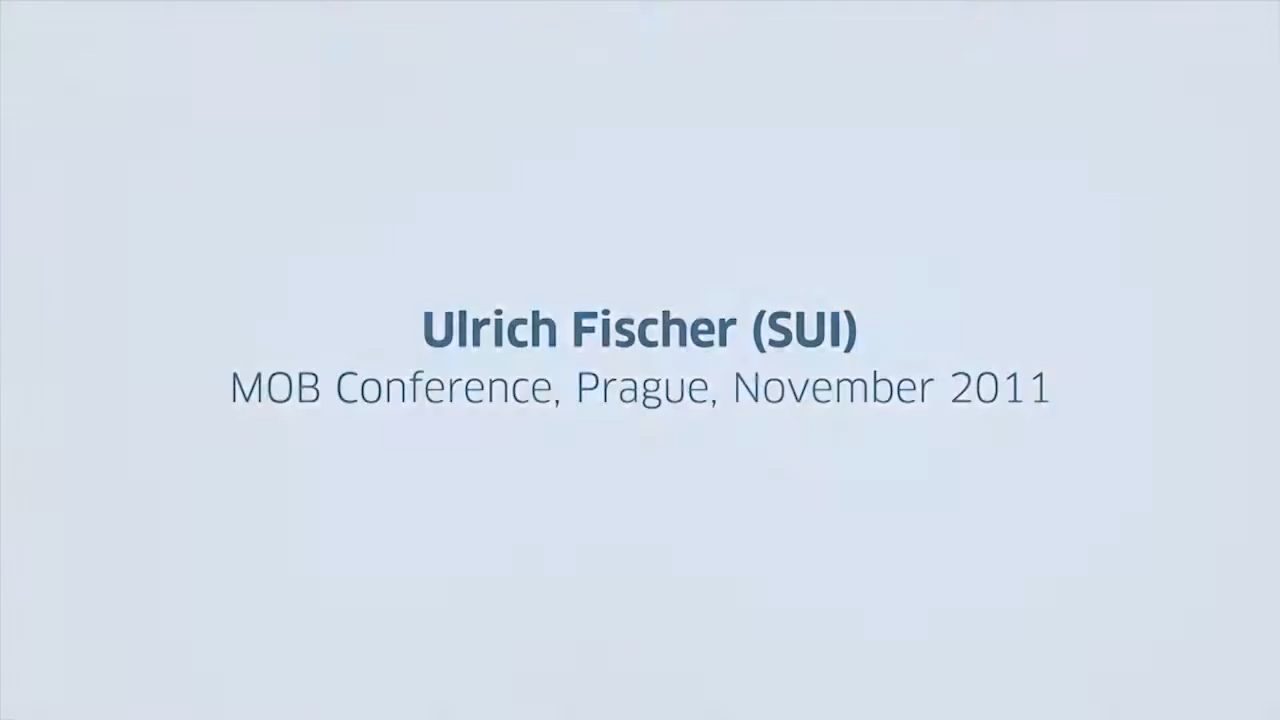 Ulrich Fischer (SUI)
MOB Conference, Prague, November 2011